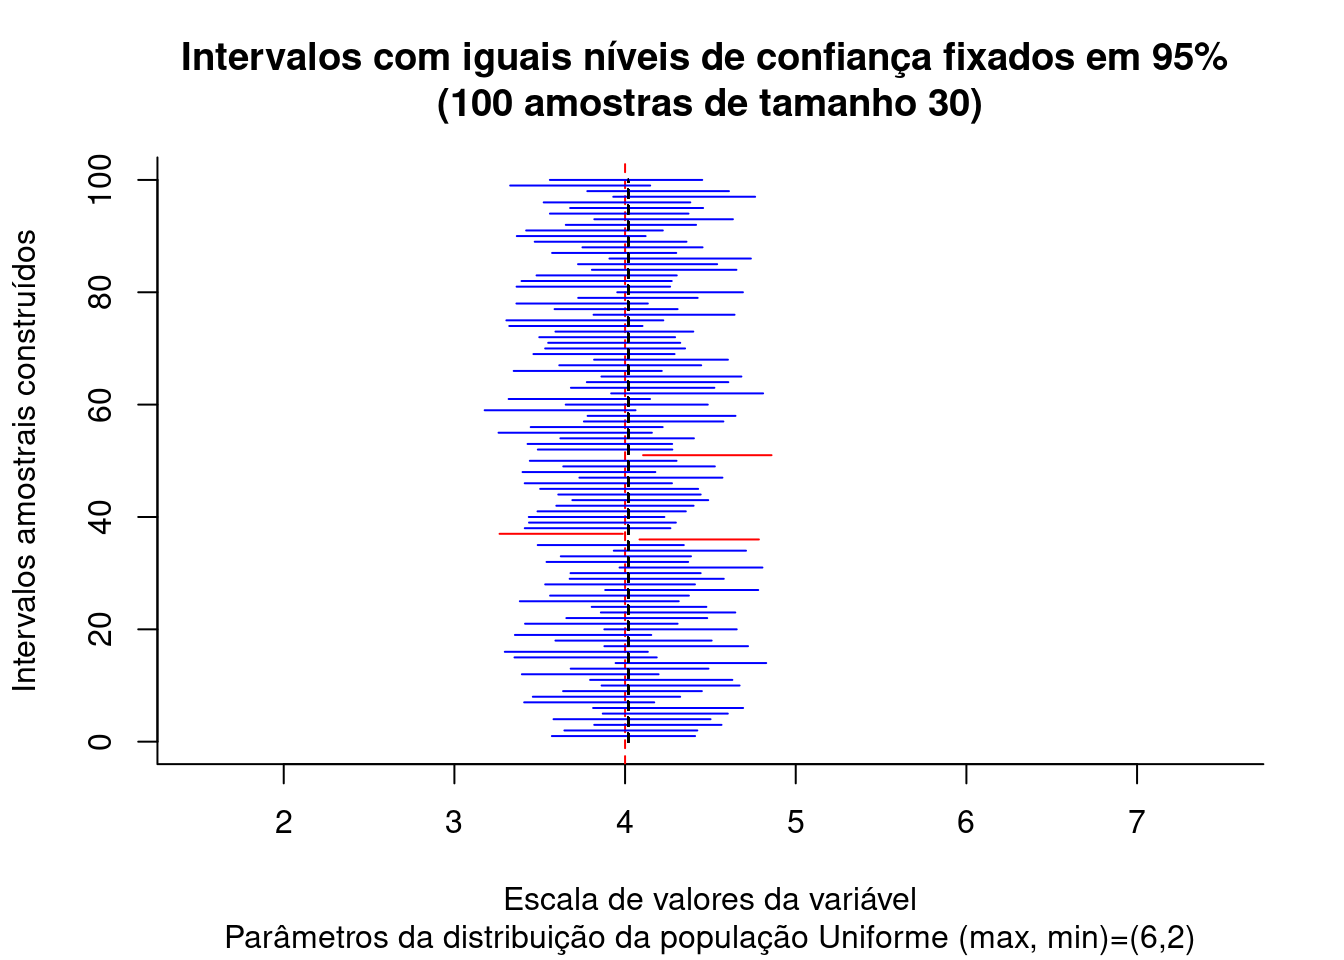 Intervalos com iguais níveis de confiança fixados em 95%
(100 amostras de tamanho 30)
Intervalos amostrais construídos
100
80
60
40
20
0
2 3 4 5 6 7
Escala de valores da variável
Parâmetros da distribuição da população Uniforme (max, min)=(6,2)